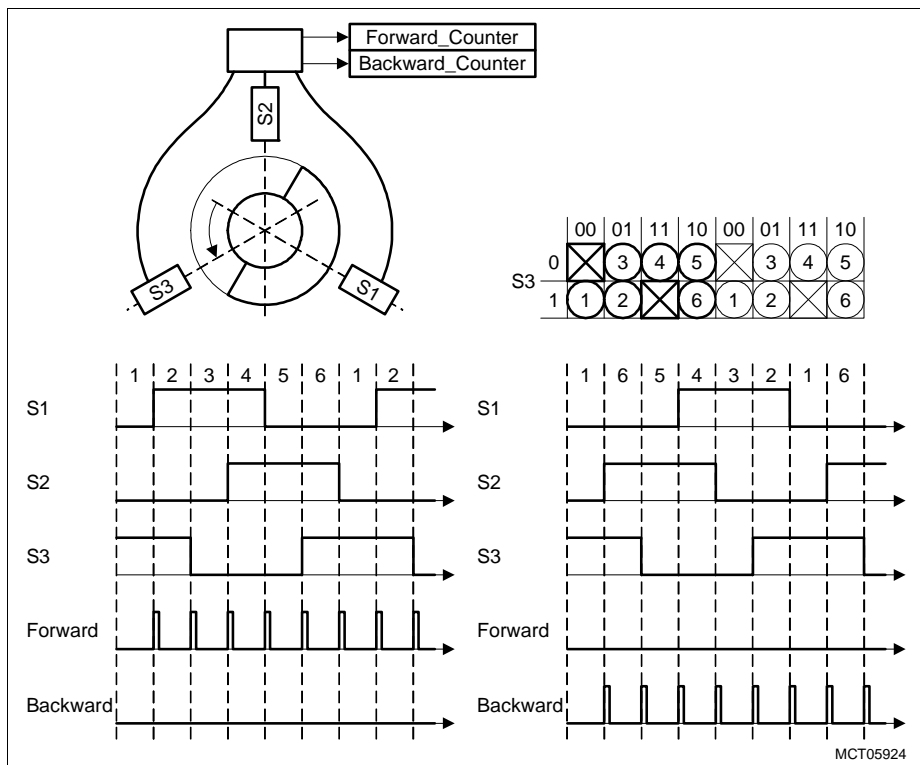 Forward_Counter
Backward_Counter
S2
S3
S1
00 01 11 10 00 01 11 10
0 3 4 5 3 4 5
S3
1 1 2 6 1 2 6
1 2 3 4 5 6 1 2
S1
S2
S3
Forward
Backward
1 6 5 4 3 2 1 6
S1
S2
S3
Forward
Backward
MCT05924